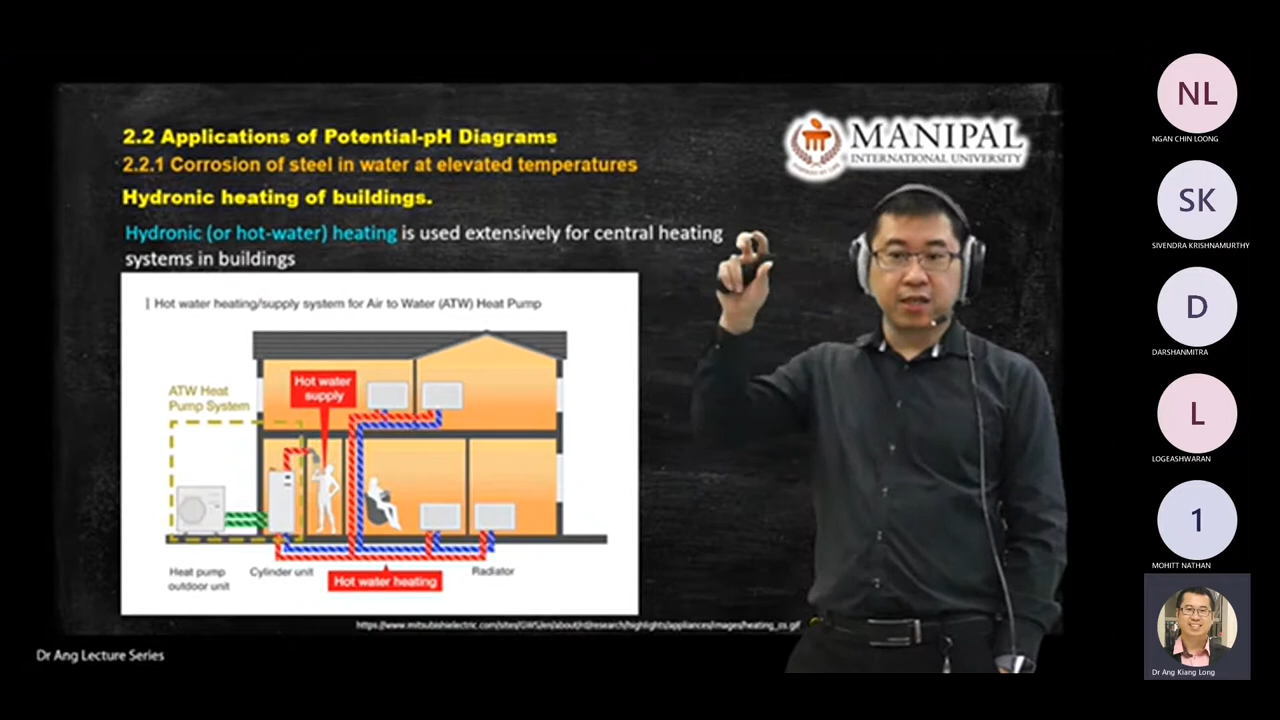 2.2 Applications of Potential-pH Diagrams
2.2.1 Corrosion of steel in water at elevated temperatures
Hydronic heating of buildings.
Hydronic (or hot-water) heating is used extensively for central heating
systems in buildings
MANIPAL
INTERNATIONAL UNIVERSITY
Hot water heating/supply system for Air to Water (ATW) Heat Pump
ATW Heat
Pump System
Hot water
supply
Heat pump
outdoor unit
Cylinder unit
Hot water heating
Radiator
Dr Ang Lecture Series
NL
NGAN CHIN LOONG
SK
SIVENDRA KRISHNAMURTHY
D
DARSHANMITRA
L
LOGEASHWARAN
1
MOHITT NATHAN
Dr Ang Kiang Long